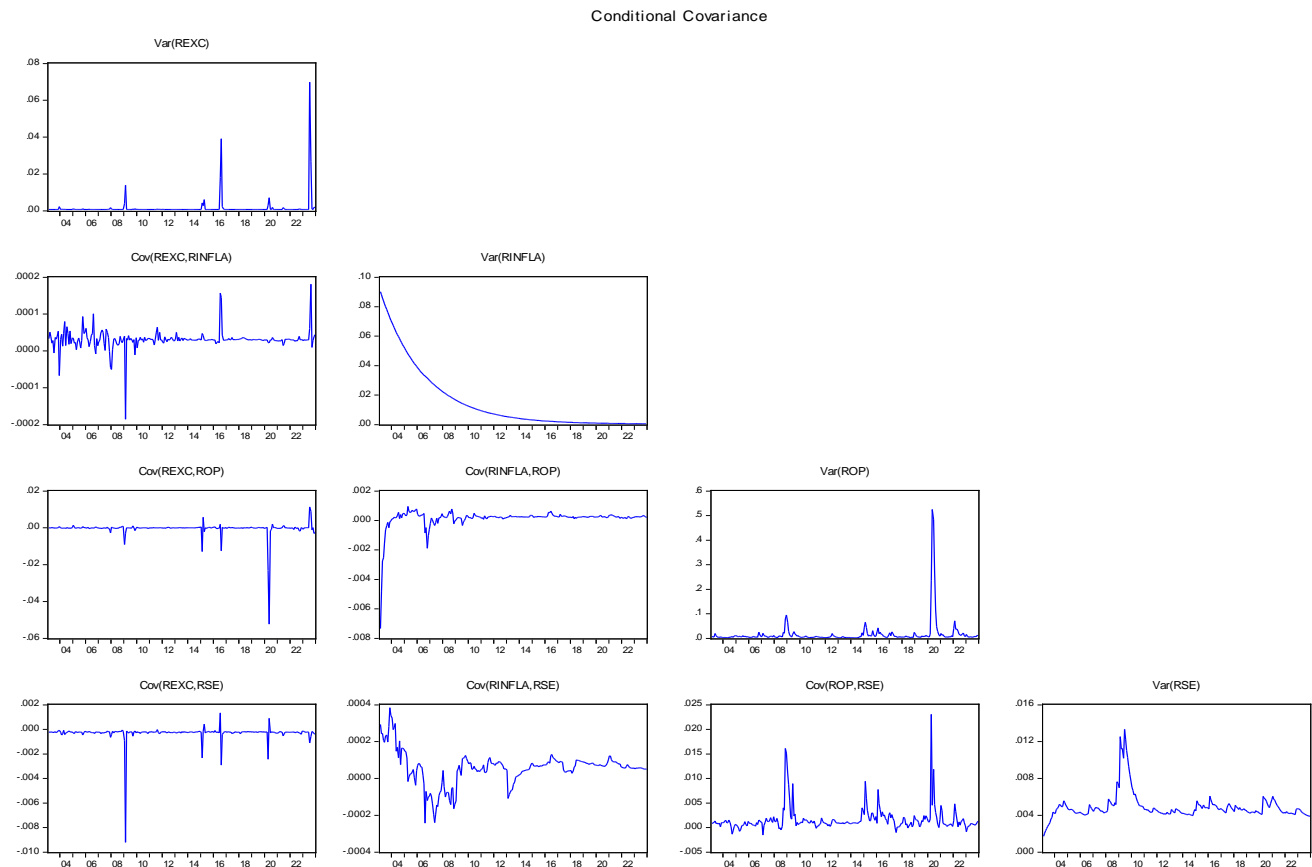 Conditional Covariance
Var(REXC)
.08
.06
.04
.02
.00
04 06 08 10 12 14 16 18 20 22
Cov(REXC,RINFLA) Var(RINFLA)
.0002 .10
.0001 .08
.0000 .06
-.0001 .04
-.0002 .02
.00
04 06 08 10 12 14 16 18 20 22 04 06 08 10 12 14 16 18 20 22
Cov(REXC,ROP) Cov(RINFLA,ROP) Var(ROP)
.02 .002 .6
.00 .000 .5
-.02 -.002 .4
-.04 -.004 .3
-.06 -.006 .2
-.008 .1
.0
04 06 08 10 12 14 16 18 20 22 04 06 08 10 12 14 16 18 20 22 04 06 08 10 12 14 16 18 20 22
Cov(REXC,RSE) Cov(RINFLA,RSE) Cov(ROP,RSE) Var(RSE)
.002 .0004 .025 .016
.000 .0002 .020 .012
-.002 .0000 .015 .008
-.004 -.0002 .010 .004
-.006 -.0004 .005 .000
-.008 .000
-.010 -.005
04 06 08 10 12 14 16 18 20 22 04 06 08 10 12 14 16 18 20 22 04 06 08 10 12 14 16 18 20 22 04 06 08 10 12 14 16 18 20 22